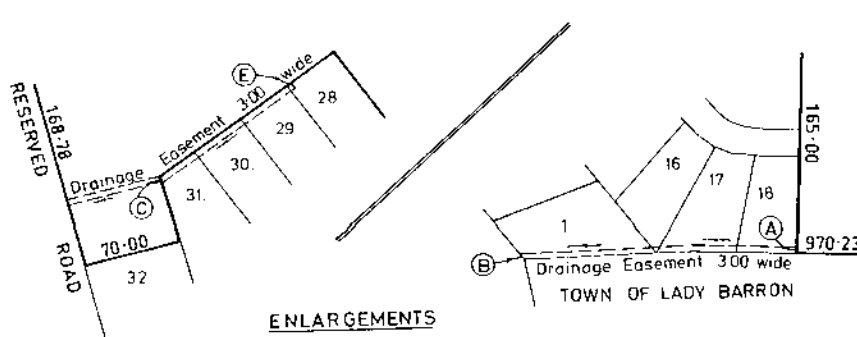 RESERVED ROAD
168·78
Drainage Easement 3·00 wide
E
C
28
29
30.
31.
70·00
32
16
17
18
1
165·00
A
970·23
B
Drainage Easement 3·00 wide
TOWN OF LADY BARRON
ENLARGEMENTS